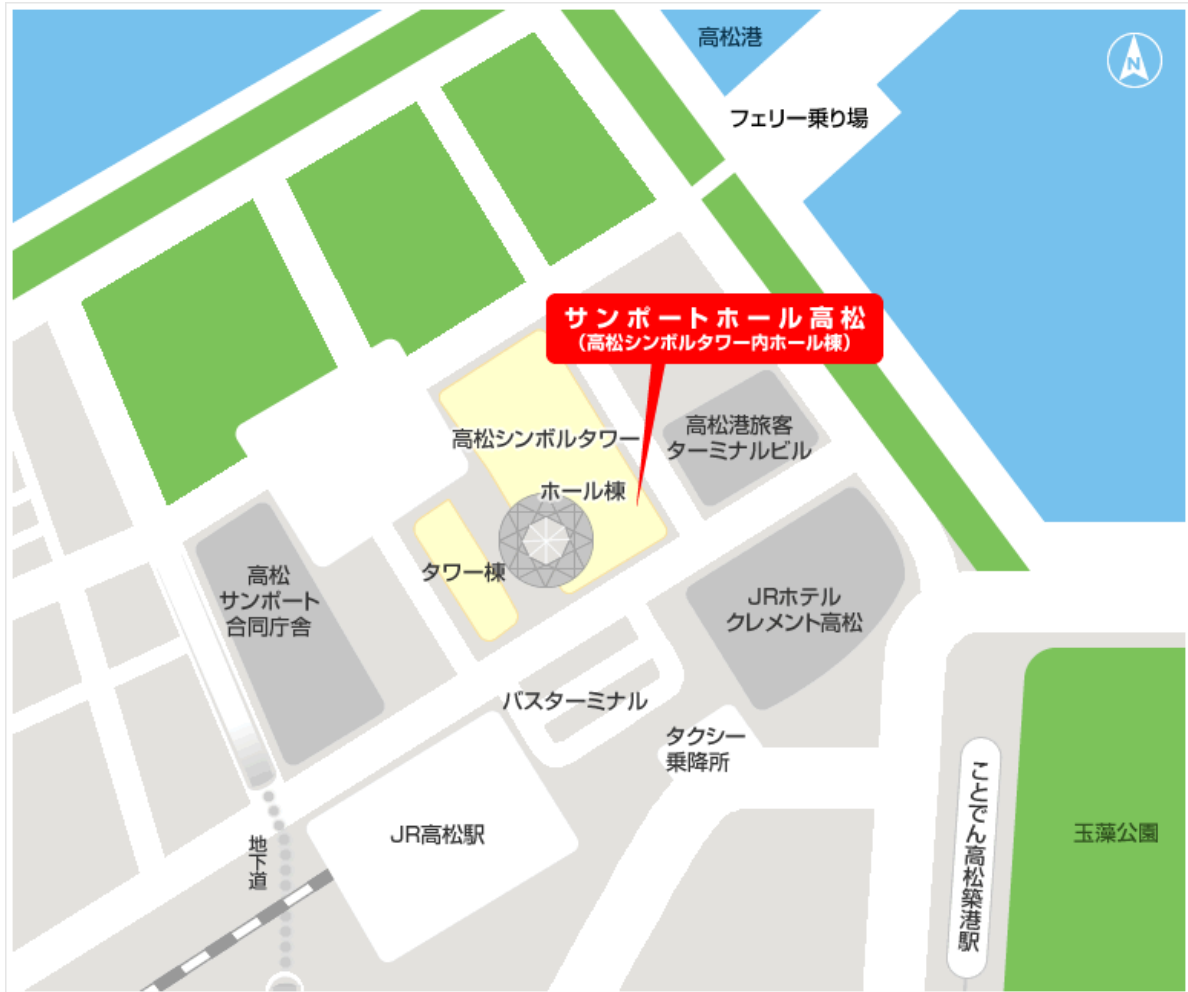 高松港
N
フェリー乗り場
サンポートホール高松
（高松シンボルタワー内ホール棟）
高松港旅客
ターミナルビル
高松シンボルタワー
ホール棟
タワー棟
高松
サンポート
合同庁舎
JRホテル
クレメント高松
バスターミナル
タクシー
乗降所
JR高松駅
地下道
ことでん高松築港駅
玉藻公園